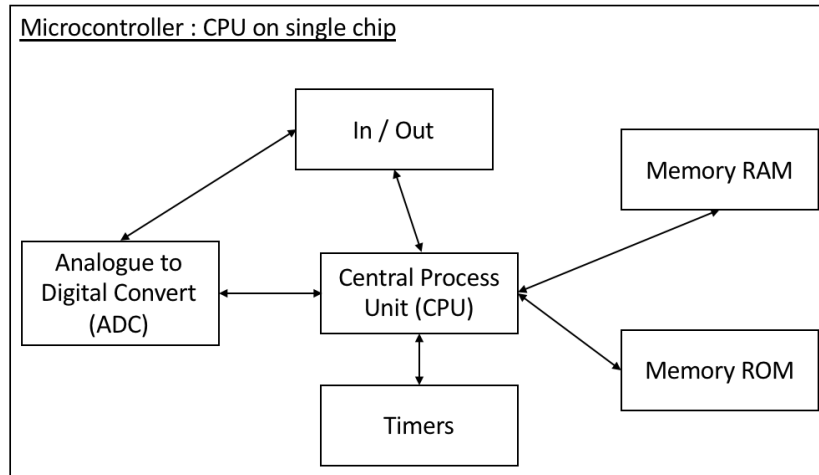 Microcontroller : CPU on single chip
In / Out
Memory RAM
Analogue to
Digital Convert
(ADC)
Central Process
Unit (CPU)
Memory ROM
Timers